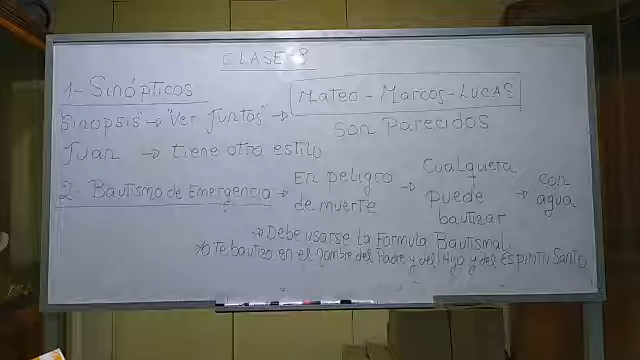 CLASE-8
1- Sinópticos
"Sinopsis" → "Ver Juntos" → Mateo - Marcos - Lucas
son Parecidos
Juan → tiene otro estilo
2- Bautismo de Emergencia → En peligro de muerte → Cualquiera puede bautizar → con agua
→ Debe usarse la Formula Bautismal
Yo te bautizo en el nombre del Padre y del Hijo y del Espiritu Santo